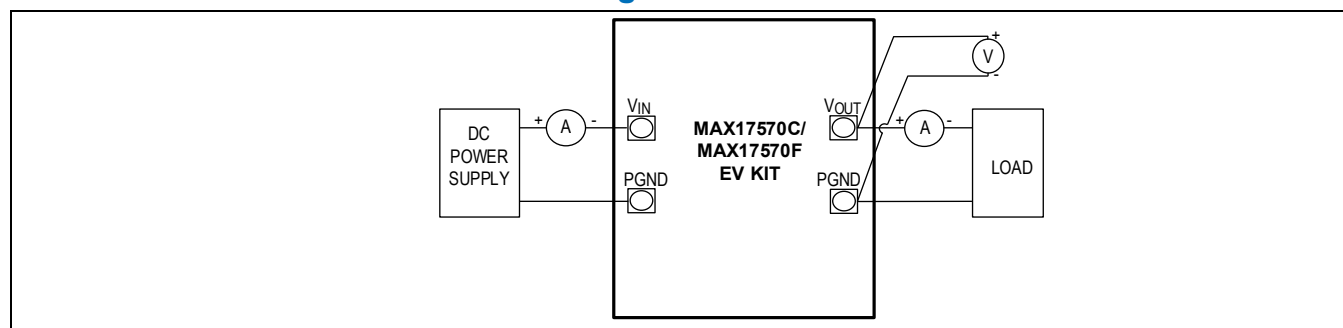 +
V
-
VIN
VOUT
DC
POWER
SUPPLY
+
A
-
MAX17570C/
MAX17570F
EV KIT
+
A
-
LOAD
PGND
PGND